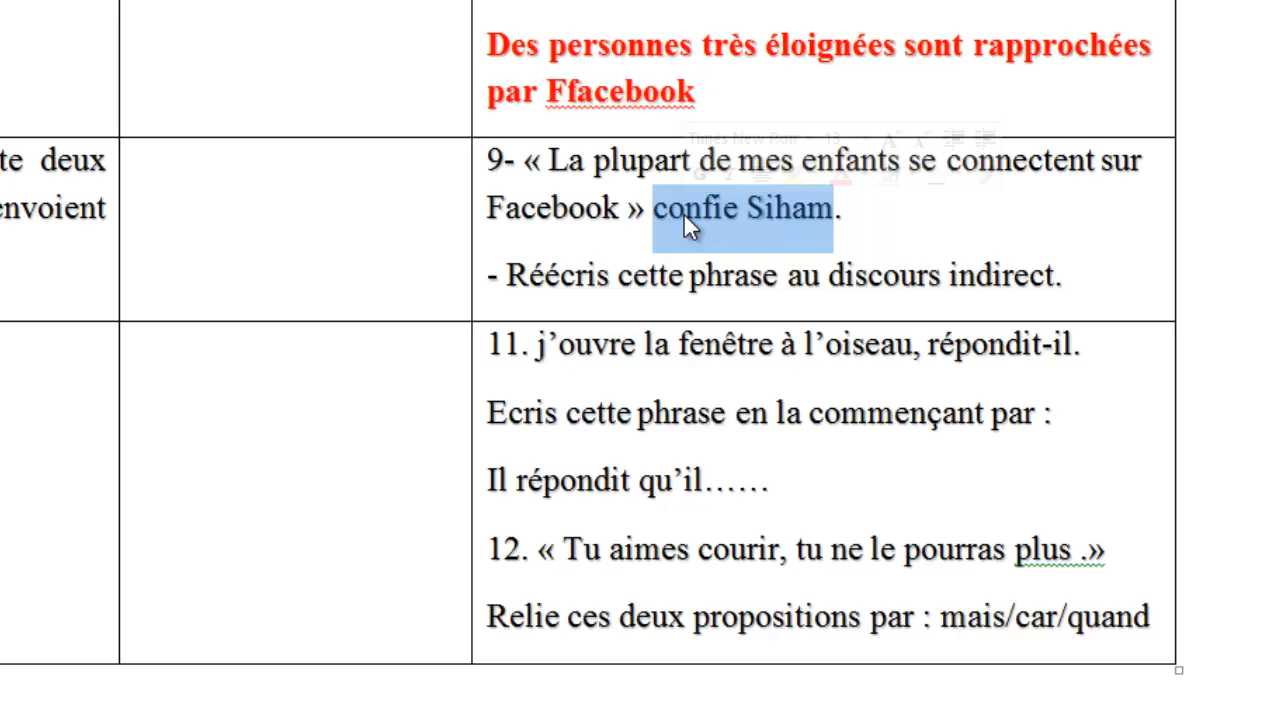 Des personnes très éloignées sont rapprochées
par Ffacebook
te deux
envoient
9- « La plupart de mes enfants se connectent sur
Facebook » confie Siham.
- Réécris cette phrase au discours indirect.
11. j’ouvre la fenêtre à l’oiseau, répondit-il.
Ecris cette phrase en la commençant par :
Il répondit qu’il……
12. « Tu aimes courir, tu ne le pourras plus .»
Relie ces deux propositions par : mais/car/quand